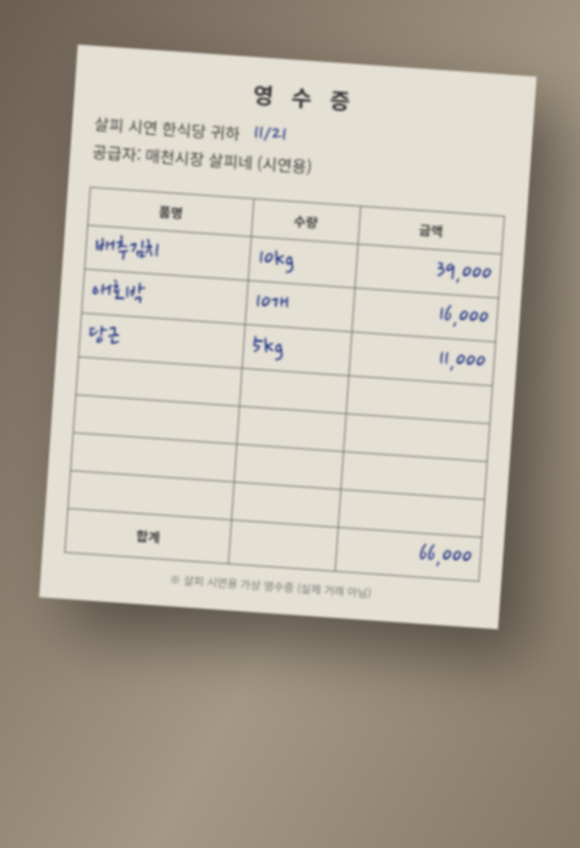 영 수 증
살피 시연 한식당 귀하 11/21
공급자: 매천시장 살피네 (시연용)
품명 수량 금액
배추김치 10kg 39,000
애호박 10개 16,000
당근 5kg 11,000
합계 66,000
※ 살피 시연용 가상 영수증 (실제 거래 아님)